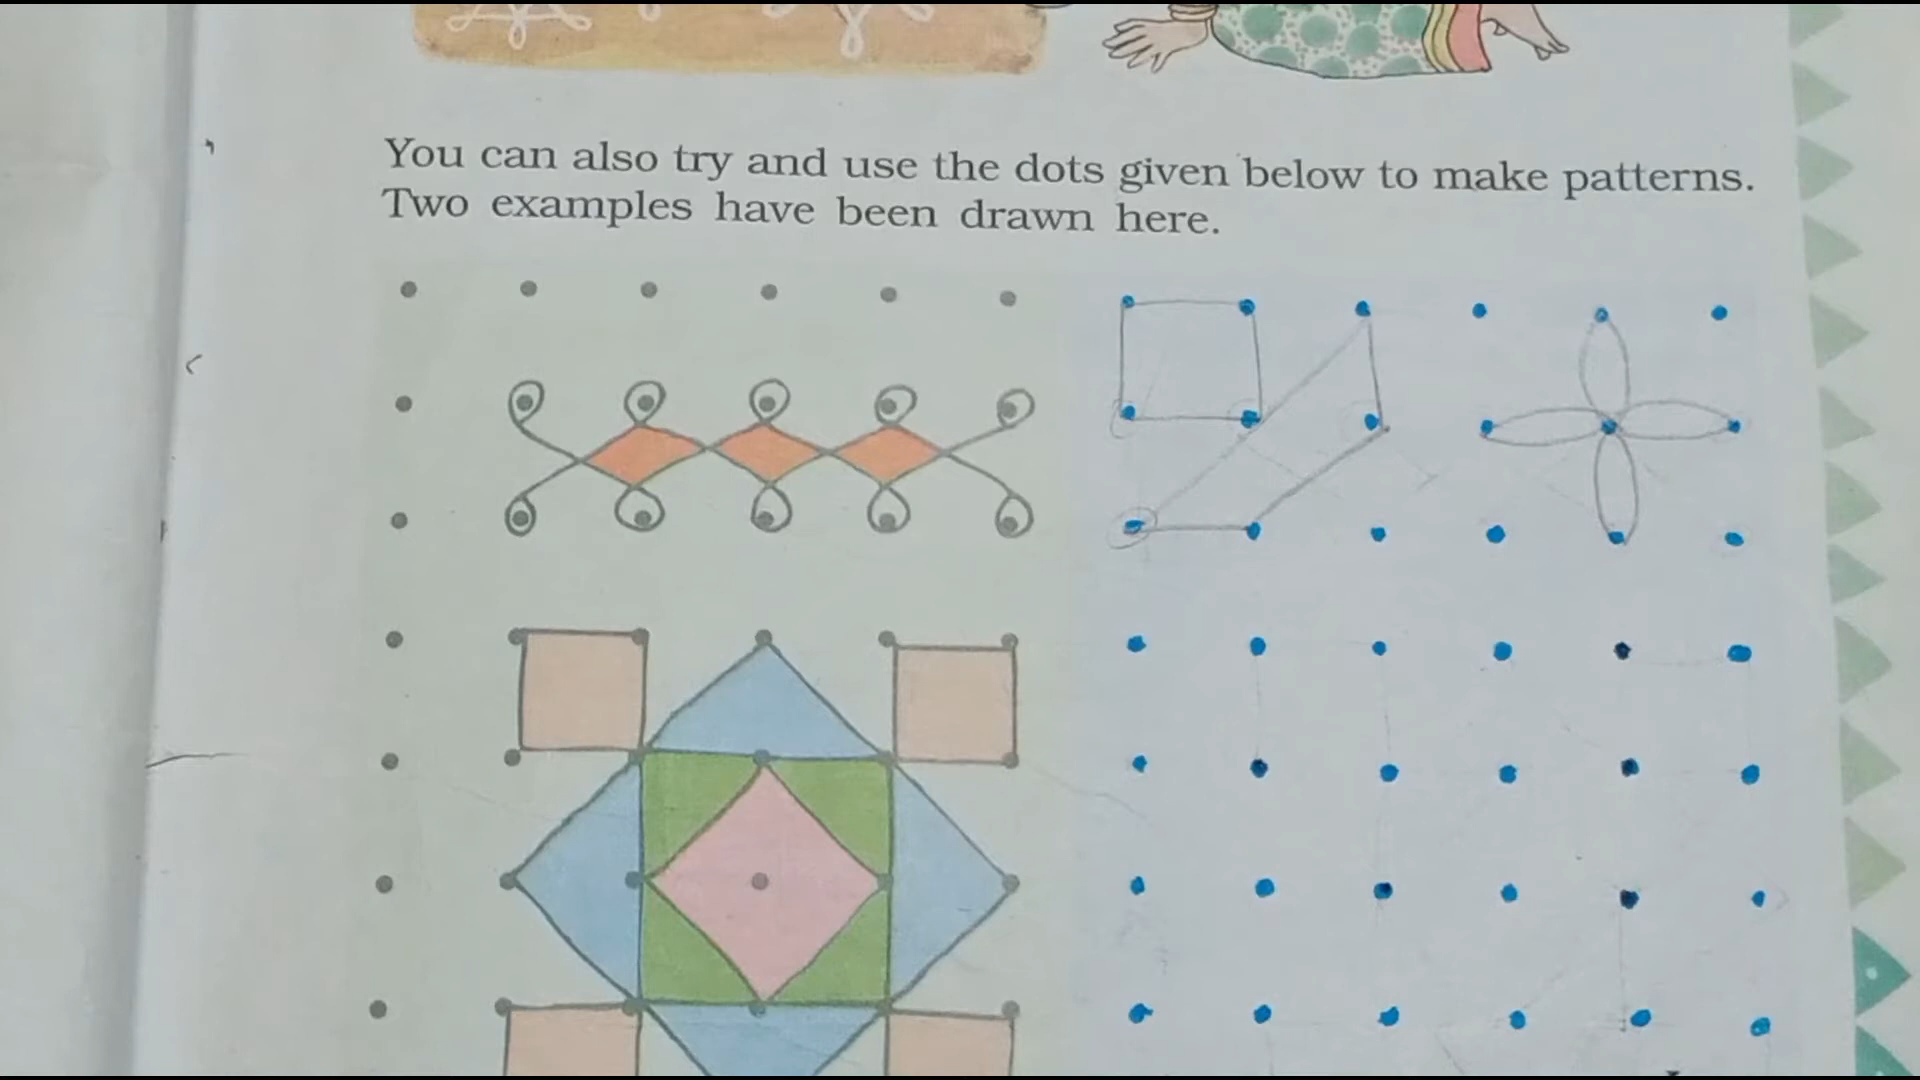 You can also try and use the dots given below to make patterns.
Two examples have been drawn here.